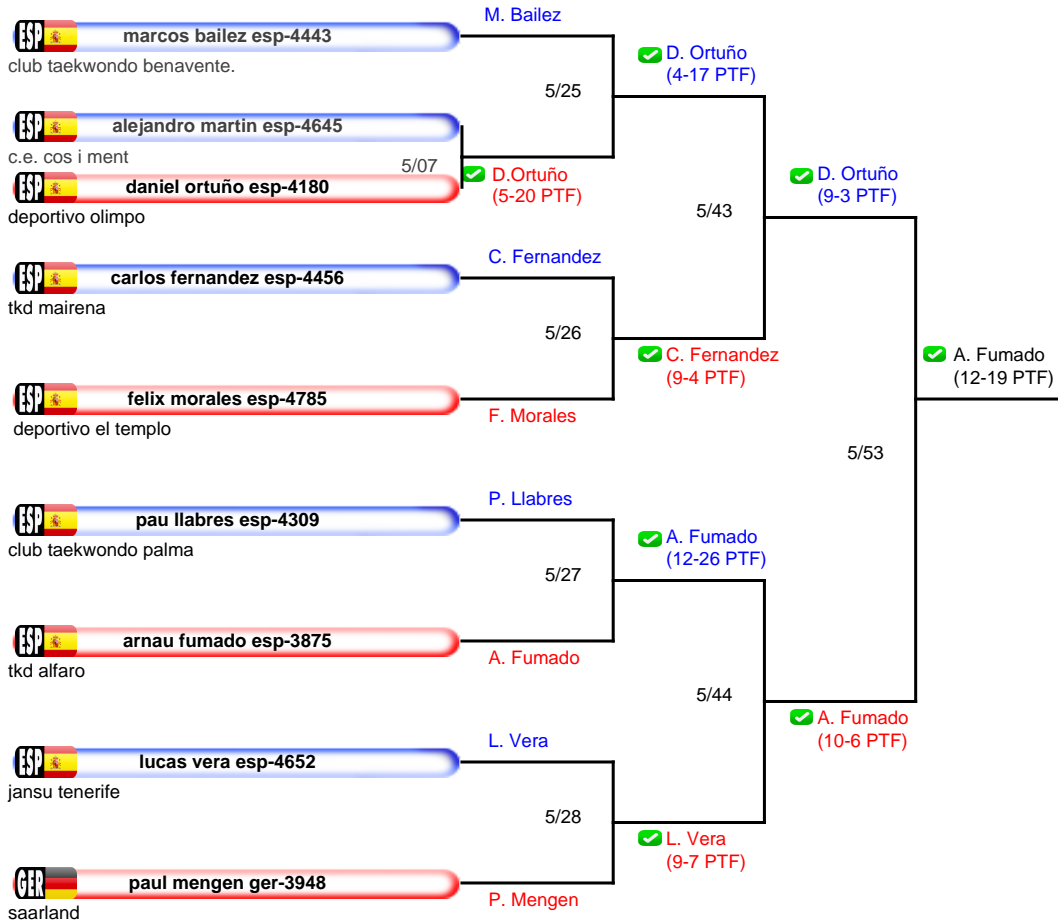 M. Bailez
ESP marcos bailez esp-4443
club taekwondo benavente.
D. Ortuño
(4-17 PTF)
5/25
ESP alejandro martin esp-4645
c.e. cos i ment
5/07
D.Ortuño
(5-20 PTF)
ESP daniel ortuño esp-4180
deportivo olimpo
D. Ortuño
(9-3 PTF)
5/43
C. Fernandez
ESP carlos fernandez esp-4456
tkd mairena
5/26
C. Fernandez
(9-4 PTF)
A. Fumado
(12-19 PTF)
ESP felix morales esp-4785
F. Morales
deportivo el templo
5/53
P. Llabres
ESP pau llabres esp-4309
club taekwondo palma
A. Fumado
(12-26 PTF)
5/27
ESP arnau fumado esp-3875
A. Fumado
tkd alfaro
5/44
A. Fumado
(10-6 PTF)
L. Vera
ESP lucas vera esp-4652
jansu tenerife
5/28
L. Vera
(9-7 PTF)
GER paul mengen ger-3948
P. Mengen
saarland